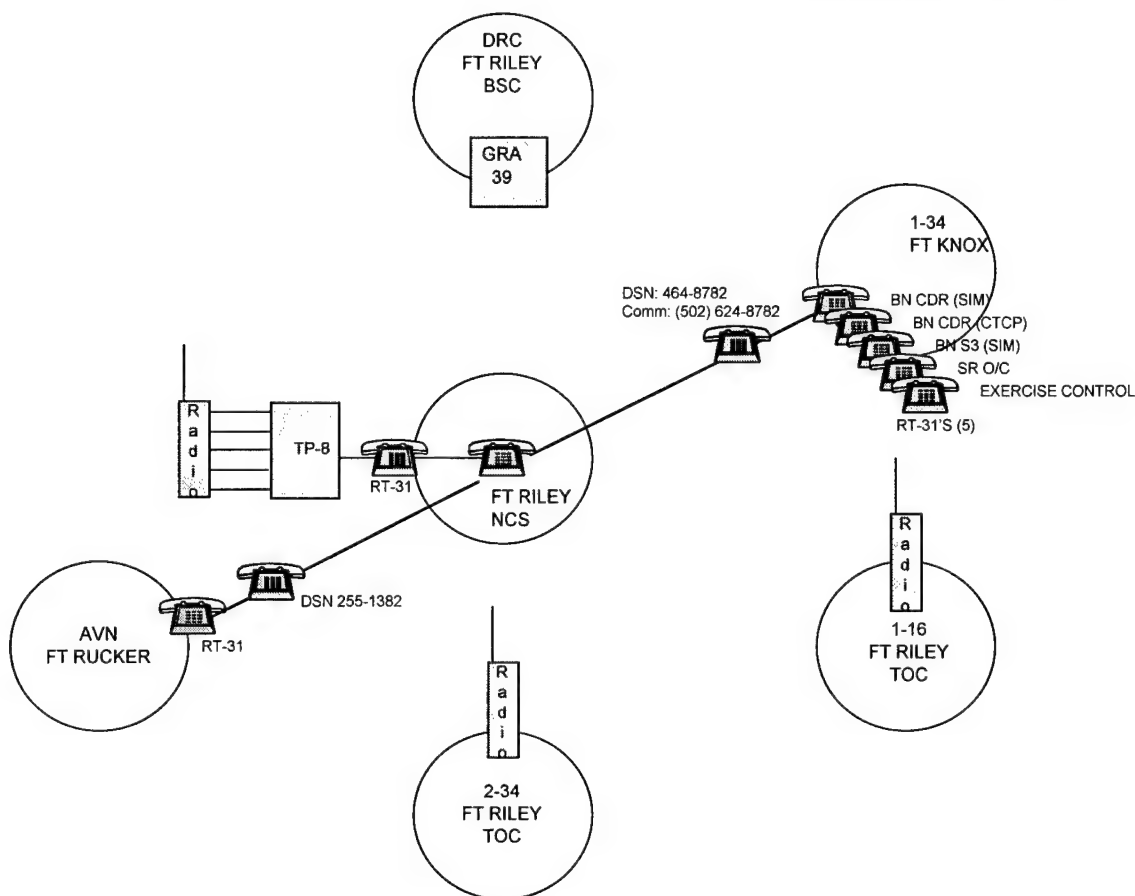 DRC
FT RILEY
BSC
GRA
39
1-34
FT KNOX
DSN: 464-8782
Comm: (502) 624-8782
BN CDR (SIM)
BN CDR (CTCP)
BN S3 (SIM)
SR O/C
EXERCISE CONTROL
RT-31'S (5)
Radio
TP-8
RT-31
FT RILEY
NCS
DSN 255-1382
RT-31
AVN
FT RUCKER
Radio
1-16
FT RILEY
TOC
Radio
2-34
FT RILEY
TOC